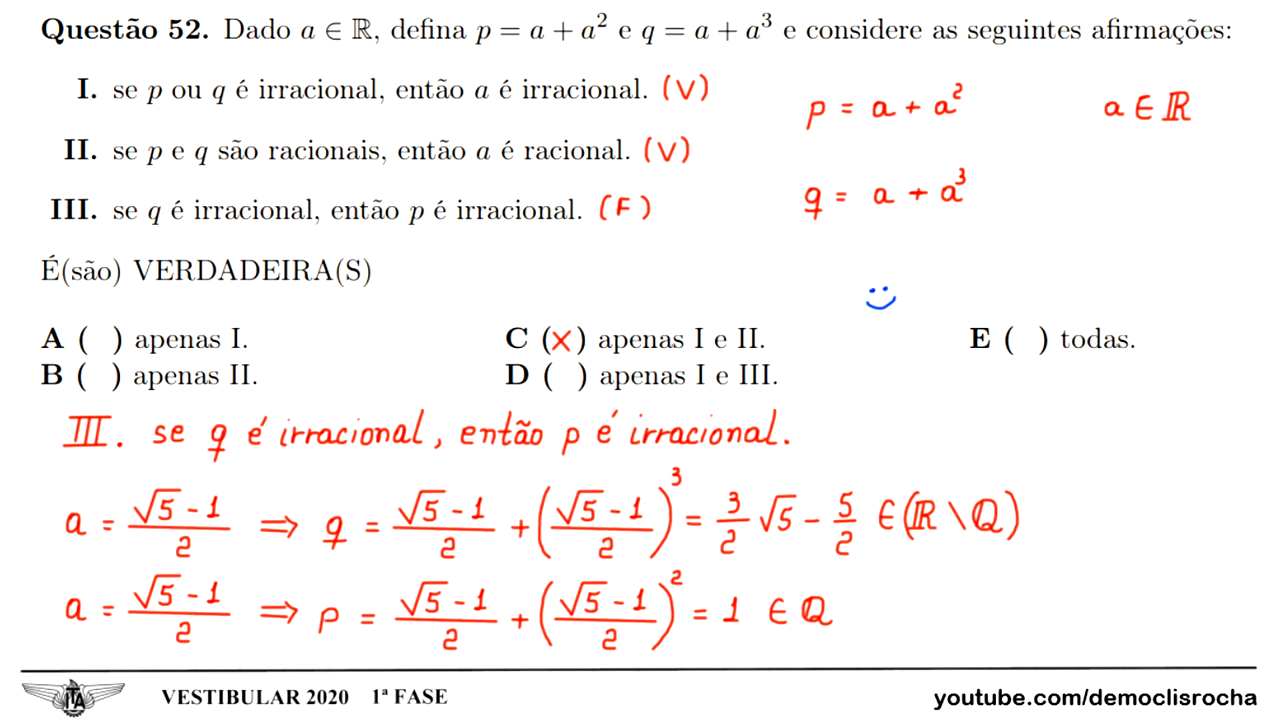 Questão 52. Dado a ∈ ℝ, defina p = a + a² e q = a + a³ e considere as seguintes afirmações:
I. se p ou q é irracional, então a é irracional. (V)
p = a + a²
a ∈ ℝ
II. se p e q são racionais, então a é racional. (V)
III. se q é irracional, então p é irracional. (F)
q = a + a³
É(são) VERDADEIRA(S)
A ( ) apenas I.
C (X) apenas I e II.
E ( ) todas.
B ( ) apenas II.
D ( ) apenas I e III.
III. se q é irracional, então p é irracional.
a = (√5 - 1)/2 ⇒ q = (√5 - 1)/2 + ((√5 - 1)/2)³ = 3/2 √5 - 5/2 ∈ (ℝ \ ℚ)
a = (√5 - 1)/2 ⇒ p = (√5 - 1)/2 + ((√5 - 1)/2)² = 1 ∈ ℚ
ITA
VESTIBULAR 2020 1ª FASE
youtube.com/democlisrocha